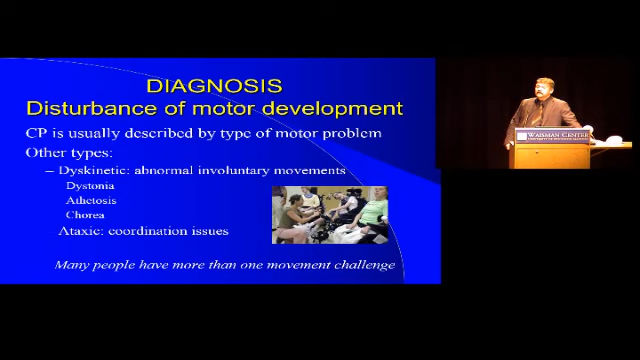 DIAGNOSIS
Disturbance of motor development
CP is usually described by type of motor problem
Other types:
– Dyskinetic: abnormal involuntary movements
Dystonia
Athetosis
Chorea
Ataxic: coordination issues
Many people have more than one movement challenge
WAISMAN CENTER